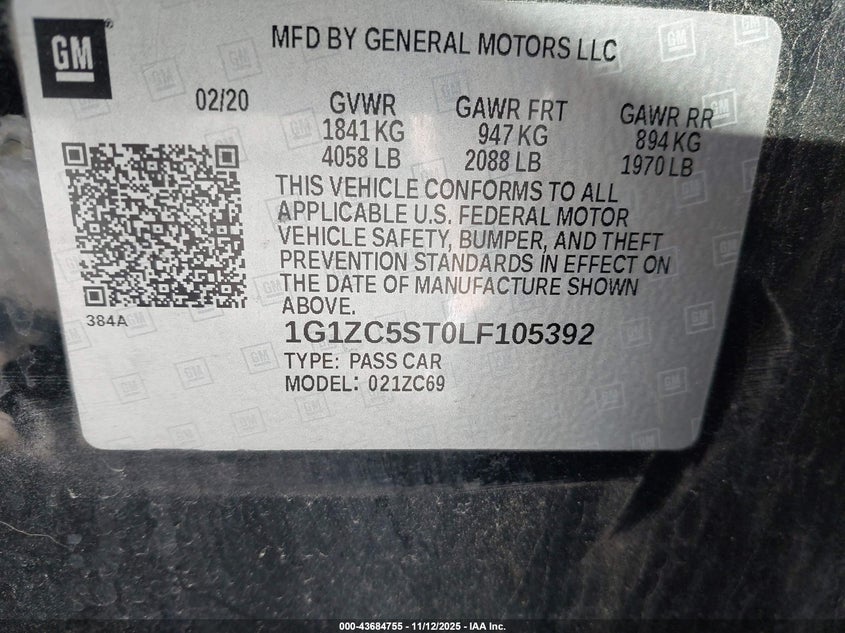 GM
MFD BY GENERAL MOTORS LLC
02/20 GVWR GAWR FRT GAWR RR
1841 KG 947 KG 894 KG
4058 LB 2088 LB 1970 LB
THIS VEHICLE CONFORMS TO ALL
APPLICABLE U.S. FEDERAL MOTOR
VEHICLE SAFETY, BUMPER, AND THEFT
PREVENTION STANDARDS IN EFFECT ON
THE DATE OF MANUFACTURE SHOWN
ABOVE.
384A
1G1ZC5ST0LF105392
TYPE: PASS CAR
MODEL: 021ZC69
000-43684755 - 11/12/2025 - IAA Inc.